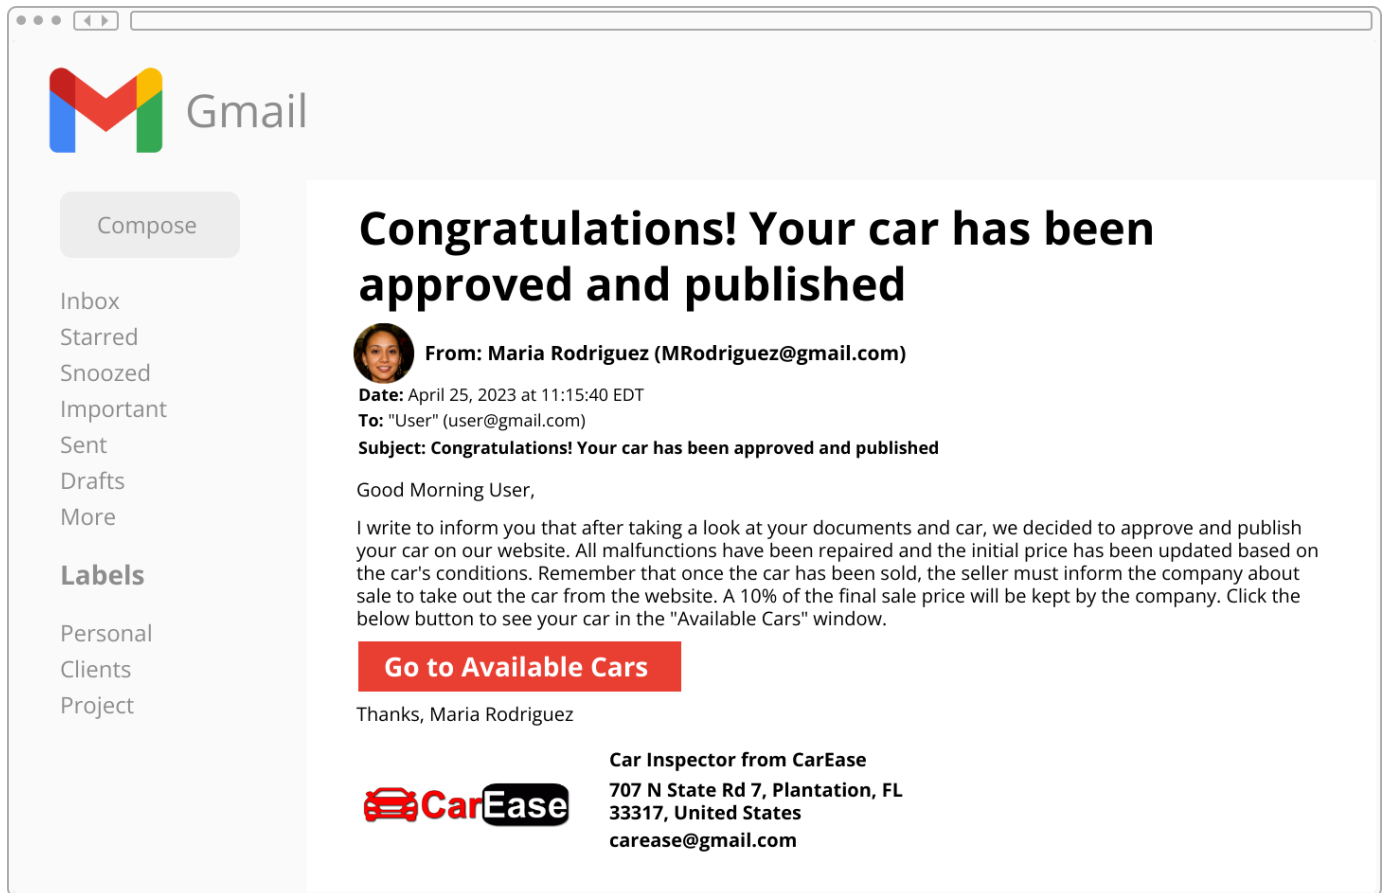 Gmail
Compose
Inbox
Starred
Snoozed
Important
Sent
Drafts
More
Labels
Personal
Clients
Project
Congratulations! Your car has been
approved and published
From: Maria Rodriguez (MRodriguez@gmail.com)
Date: April 25, 2023 at 11:15:40 EDT
To: "User" (user@gmail.com)
Subject: Congratulations! Your car has been approved and published
Good Morning User,
I write to inform you that after taking a look at your documents and car, we decided to approve and publish
your car on our website. All malfunctions have been repaired and the initial price has been updated based on
the car's conditions. Remember that once the car has been sold, the seller must inform the company about
sale to take out the car from the website. A 10% of the final sale price will be kept by the company. Click the
below button to see your car in the "Available Cars" window.
Go to Available Cars
Thanks, Maria Rodriguez
CarEase
Car Inspector from CarEase
707 N State Rd 7, Plantation, FL
33317, United States
carease@gmail.com